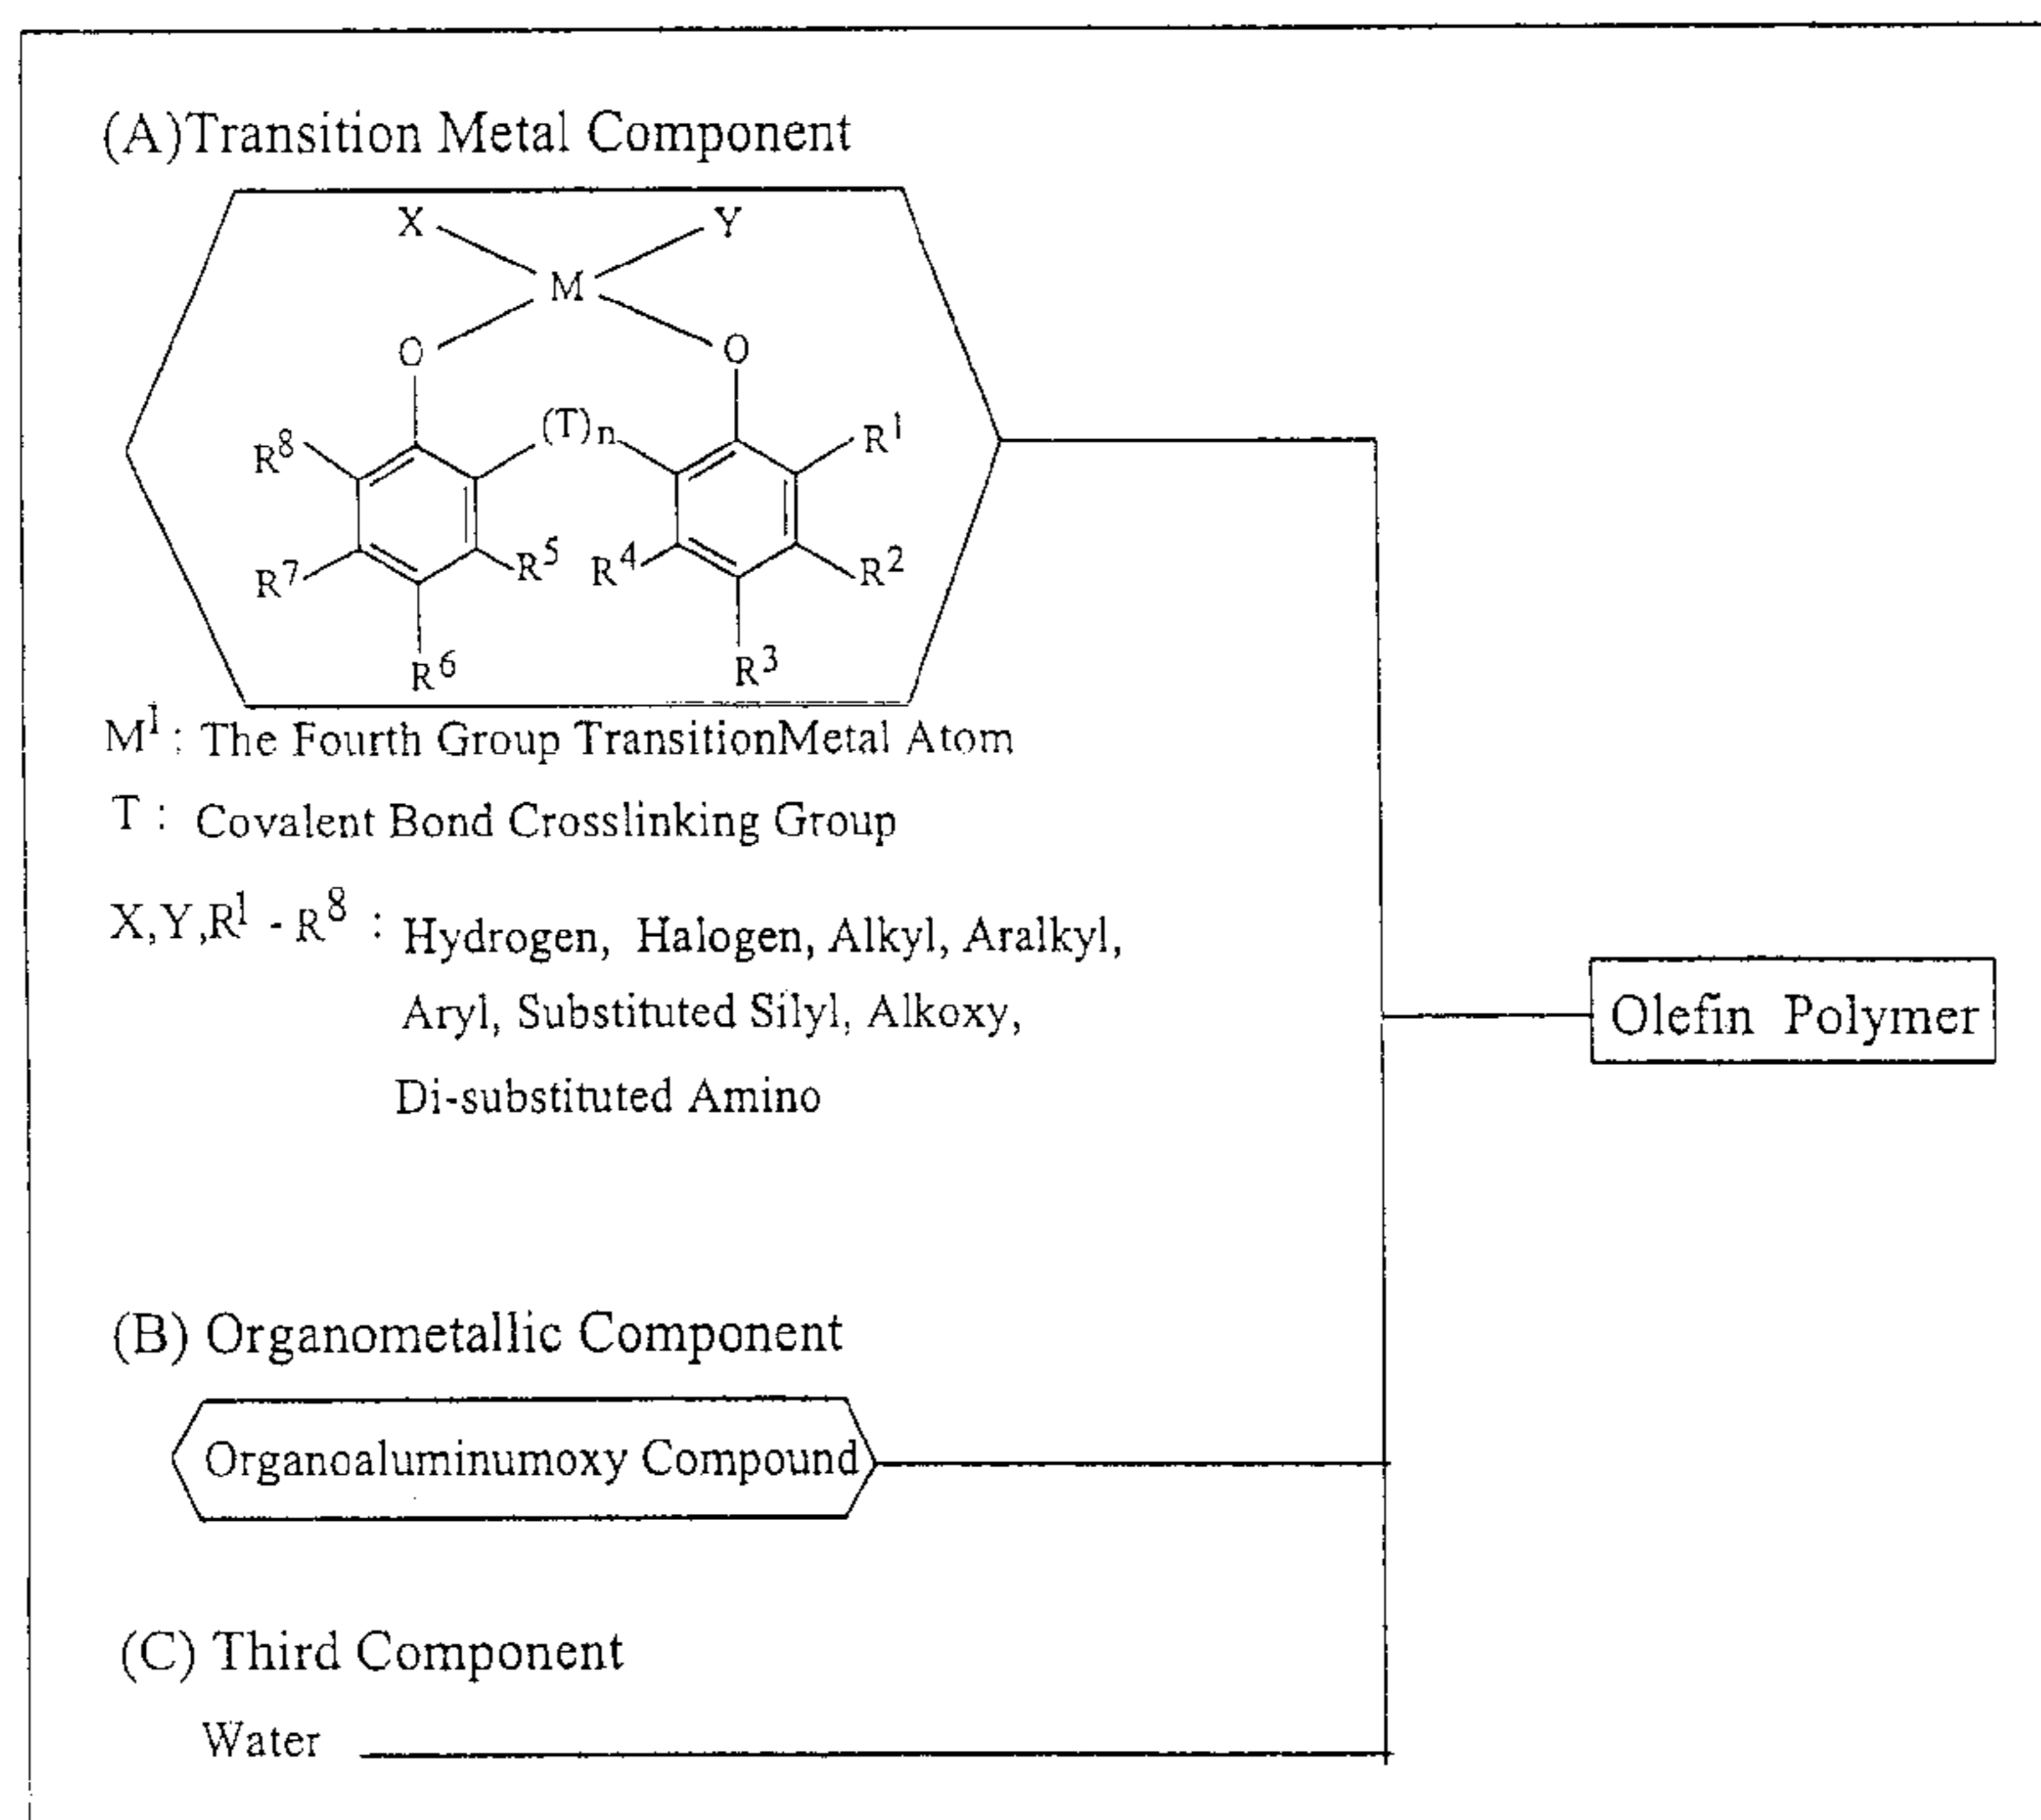 (A)Transition Metal Component
X Y
M
O O
(T)n
R8 R1
R7 R5 R4 R2
R6 R3
M1 : The Fourth Group TransitionMetal Atom
T : Covalent Bond Crosslinking Group
X,Y,R1 - R8 : Hydrogen, Halogen, Alkyl, Aralkyl,
Aryl, Substituted Silyl, Alkoxy,
Di-substituted Amino
Olefin Polymer
(B) Organometallic Component
Organoaluminumoxy Compound
(C) Third Component
Water